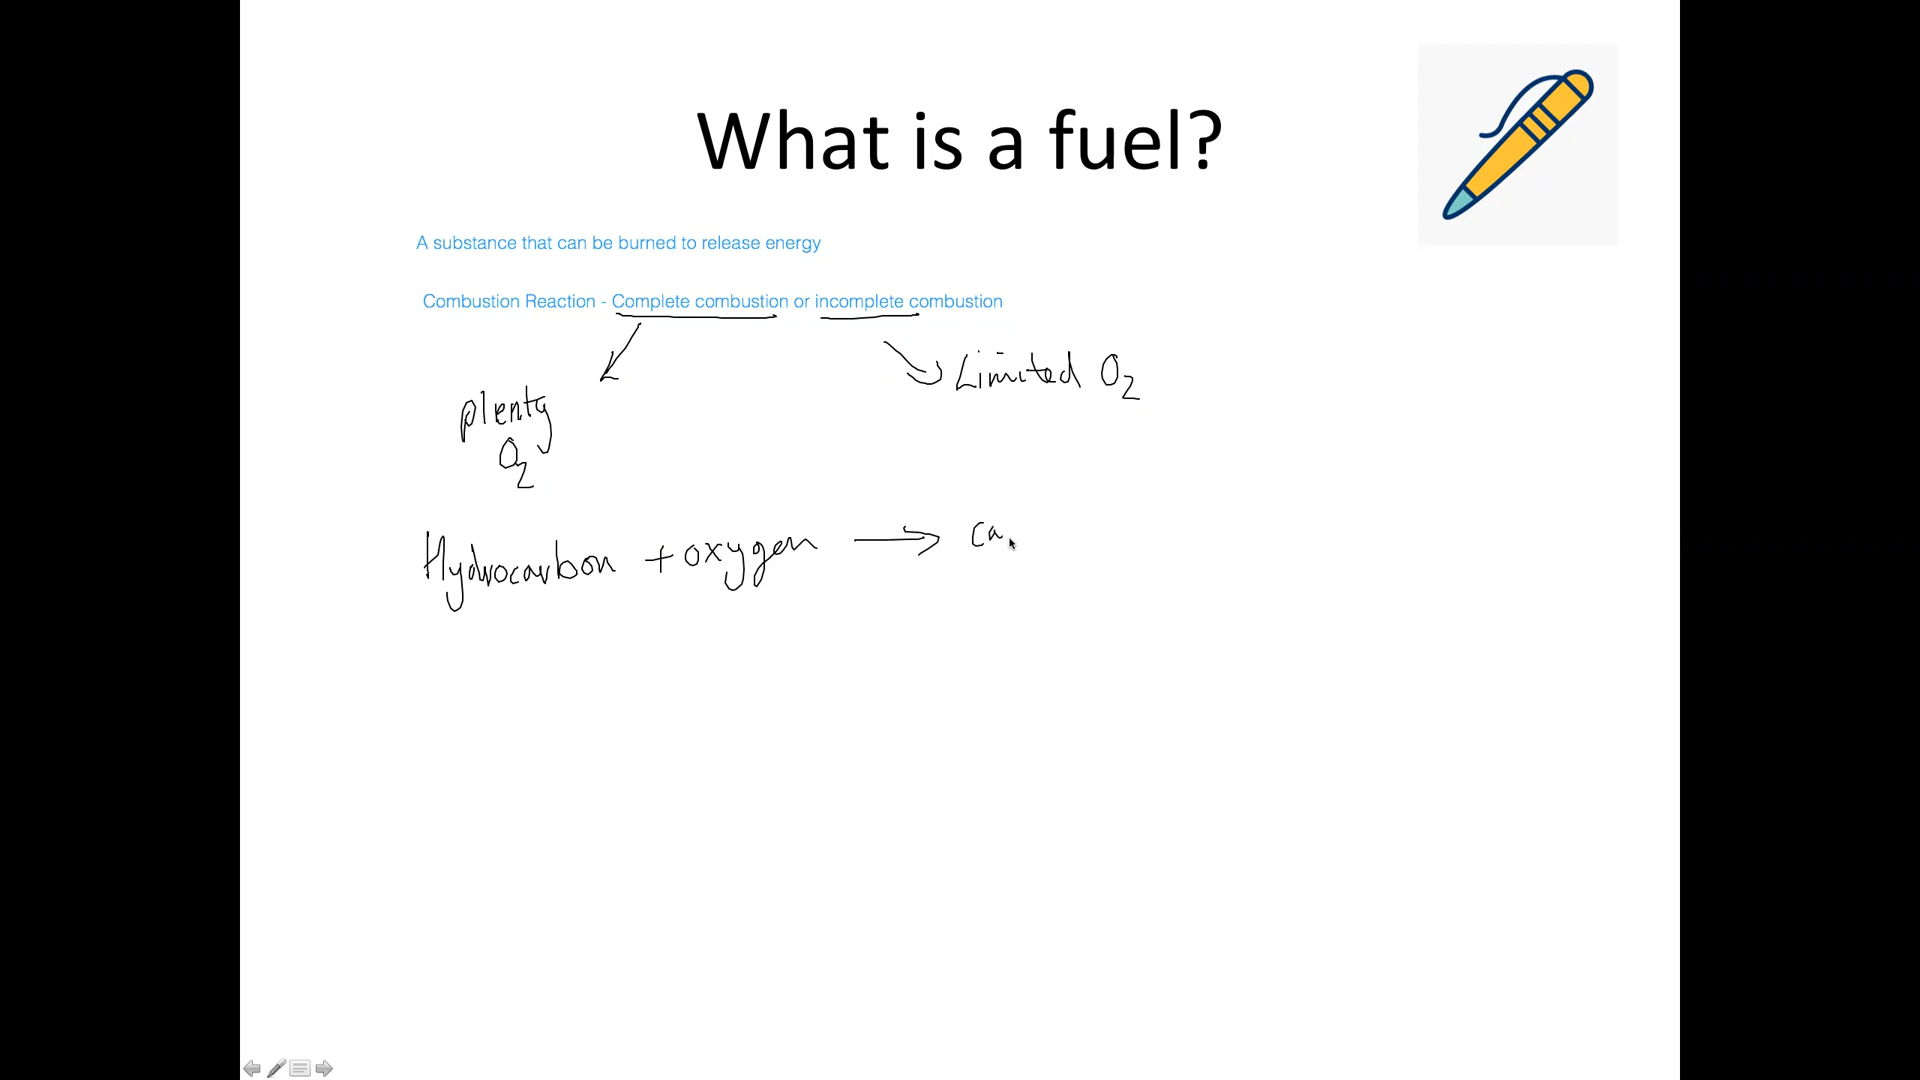 What is a fuel?
A substance that can be burned to release energy
Combustion Reaction - Complete combustion or incomplete combustion
Limited O2
plenty
O2
Hydrocarbon + oxygen → ca